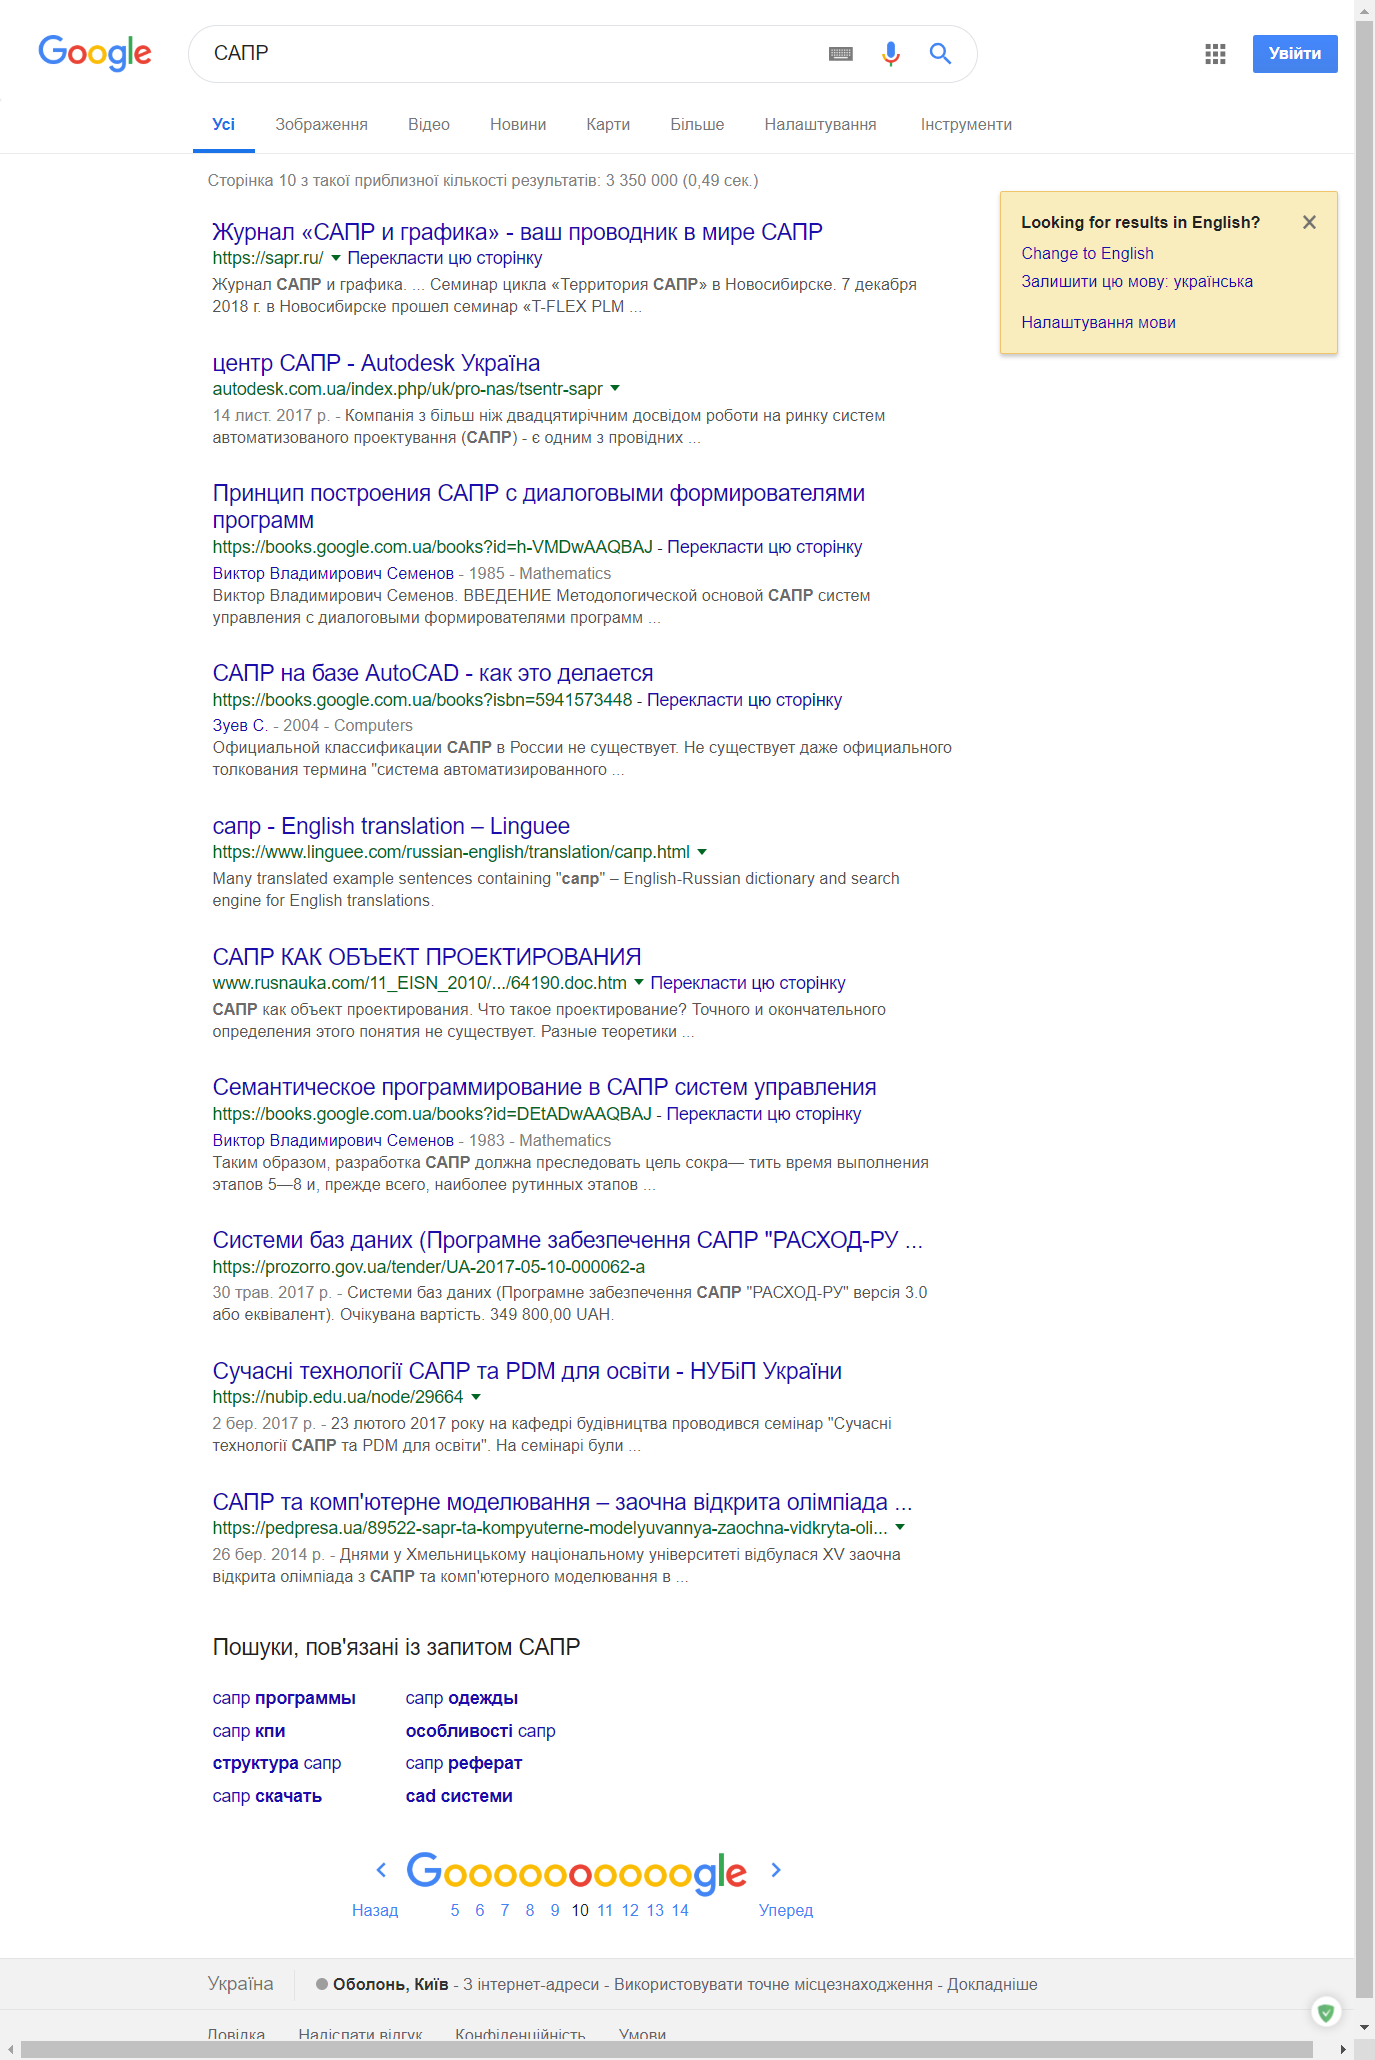 Google
САПР
Увійти
Усі Зображення Відео Новини Карти Більше Налаштування Інструменти
Сторінка 10 з такої приблизної кількості результатів: 3 350 000 (0,49 сек.)
Looking for results in English?
Change to English
Залишити цю мову: українська
Налаштування мови
Журнал «САПР и графика» - ваш проводник в мире САПР
https://sapr.ru/ Перекласти цю сторінку
Журнал САПР и графика. ... Семинар цикла «Территория САПР» в Новосибирске. 7 декабря
2018 г. в Новосибирске прошел семинар «T-FLEX PLM ...
центр САПР - Autodesk Україна
autodesk.com.ua/index.php/uk/pro-nas/tsentr-sapr
14 лист. 2017 р. - Компанія з більш ніж двадцятирічним досвідом роботи на ринку систем
автоматизованого проектування (САПР) - є одним з провідних ...
Принцип построения САПР с диалоговыми формирователями
программ
https://books.google.com.ua/books?id=h-VMDwAAQBAJ - Перекласти цю сторінку
Виктор Владимирович Семенов - 1985 - Mathematics
Виктор Владимирович Семенов. ВВЕДЕНИЕ Методологической основой САПР систем
управления с диалоговыми формирователями программ ...
САПР на базе AutoCAD - как это делается
https://books.google.com.ua/books?isbn=5941573448 - Перекласти цю сторінку
Зуев С. - 2004 - Computers
Официальной классификации САПР в России не существует. Не существует даже официального
толкования термина "система автоматизированного ...
сапр - English translation – Linguee
https://www.linguee.com/russian-english/translation/сапр.html
Many translated example sentences containing "сапр" – English-Russian dictionary and search
engine for English translations.
САПР КАК ОБЪЕКТ ПРОЕКТИРОВАНИЯ
www.rusnauka.com/11_EISN_2010/.../64190.doc.htm Перекласти цю сторінку
САПР как объект проектирования. Что такое проектирование? Точного и окончательного
определения этого понятия не существует. Разные теоретики ...
Семантическое программирование в САПР систем управления
https://books.google.com.ua/books?id=DEtADwAAQBAJ - Перекласти цю сторінку
Виктор Владимирович Семенов - 1983 - Mathematics
Таким образом, разработка САПР должна преследовать цель сокра— тить время выполнения
этапов 5—8 и, прежде всего, наиболее рутинных этапов ...
Системи баз даних (Програмне забезпечення САПР "РАСХОД-РУ ...
https://prozorro.gov.ua/tender/UA-2017-05-10-000062-a
30 трав. 2017 р. - Системи баз даних (Програмне забезпечення САПР "РАСХОД-РУ" версія 3.0
або еквівалент). Очікувана вартість. 349 800,00 UAH.
Сучасні технології САПР та PDM для освіти - НУБіП України
https://nubip.edu.ua/node/29664
2 бер. 2017 р. - 23 лютого 2017 року на кафедрі будівництва проводився семінар "Сучасні
технології САПР та PDM для освіти". На семінарі були ...
САПР та комп'ютерне моделювання – заочна відкрита олімпіада ...
https://pedpresa.ua/89522-sapr-ta-kompyuterne-modelyuvannya-zaochna-vidkryta-oli...
26 бер. 2014 р. - Днями у Хмельницькому національному університеті відбулася XV заочна
відкрита олімпіада з САПР та комп'ютерного моделювання в ...
Пошуки, пов'язані із запитом САПР
сапр программы сапр одежды
сапр кпи особливості сапр
структура сапр сапр реферат
сапр скачать cad системи
Goooooooooogle
Назад 5 6 7 8 9 10 11 12 13 14 Уперед
Україна Оболонь, Київ - З інтернет-адреси - Використовувати точне місцезнаходження - Докладніше
Довідка Надіслати відгук Конфіденційність Умови